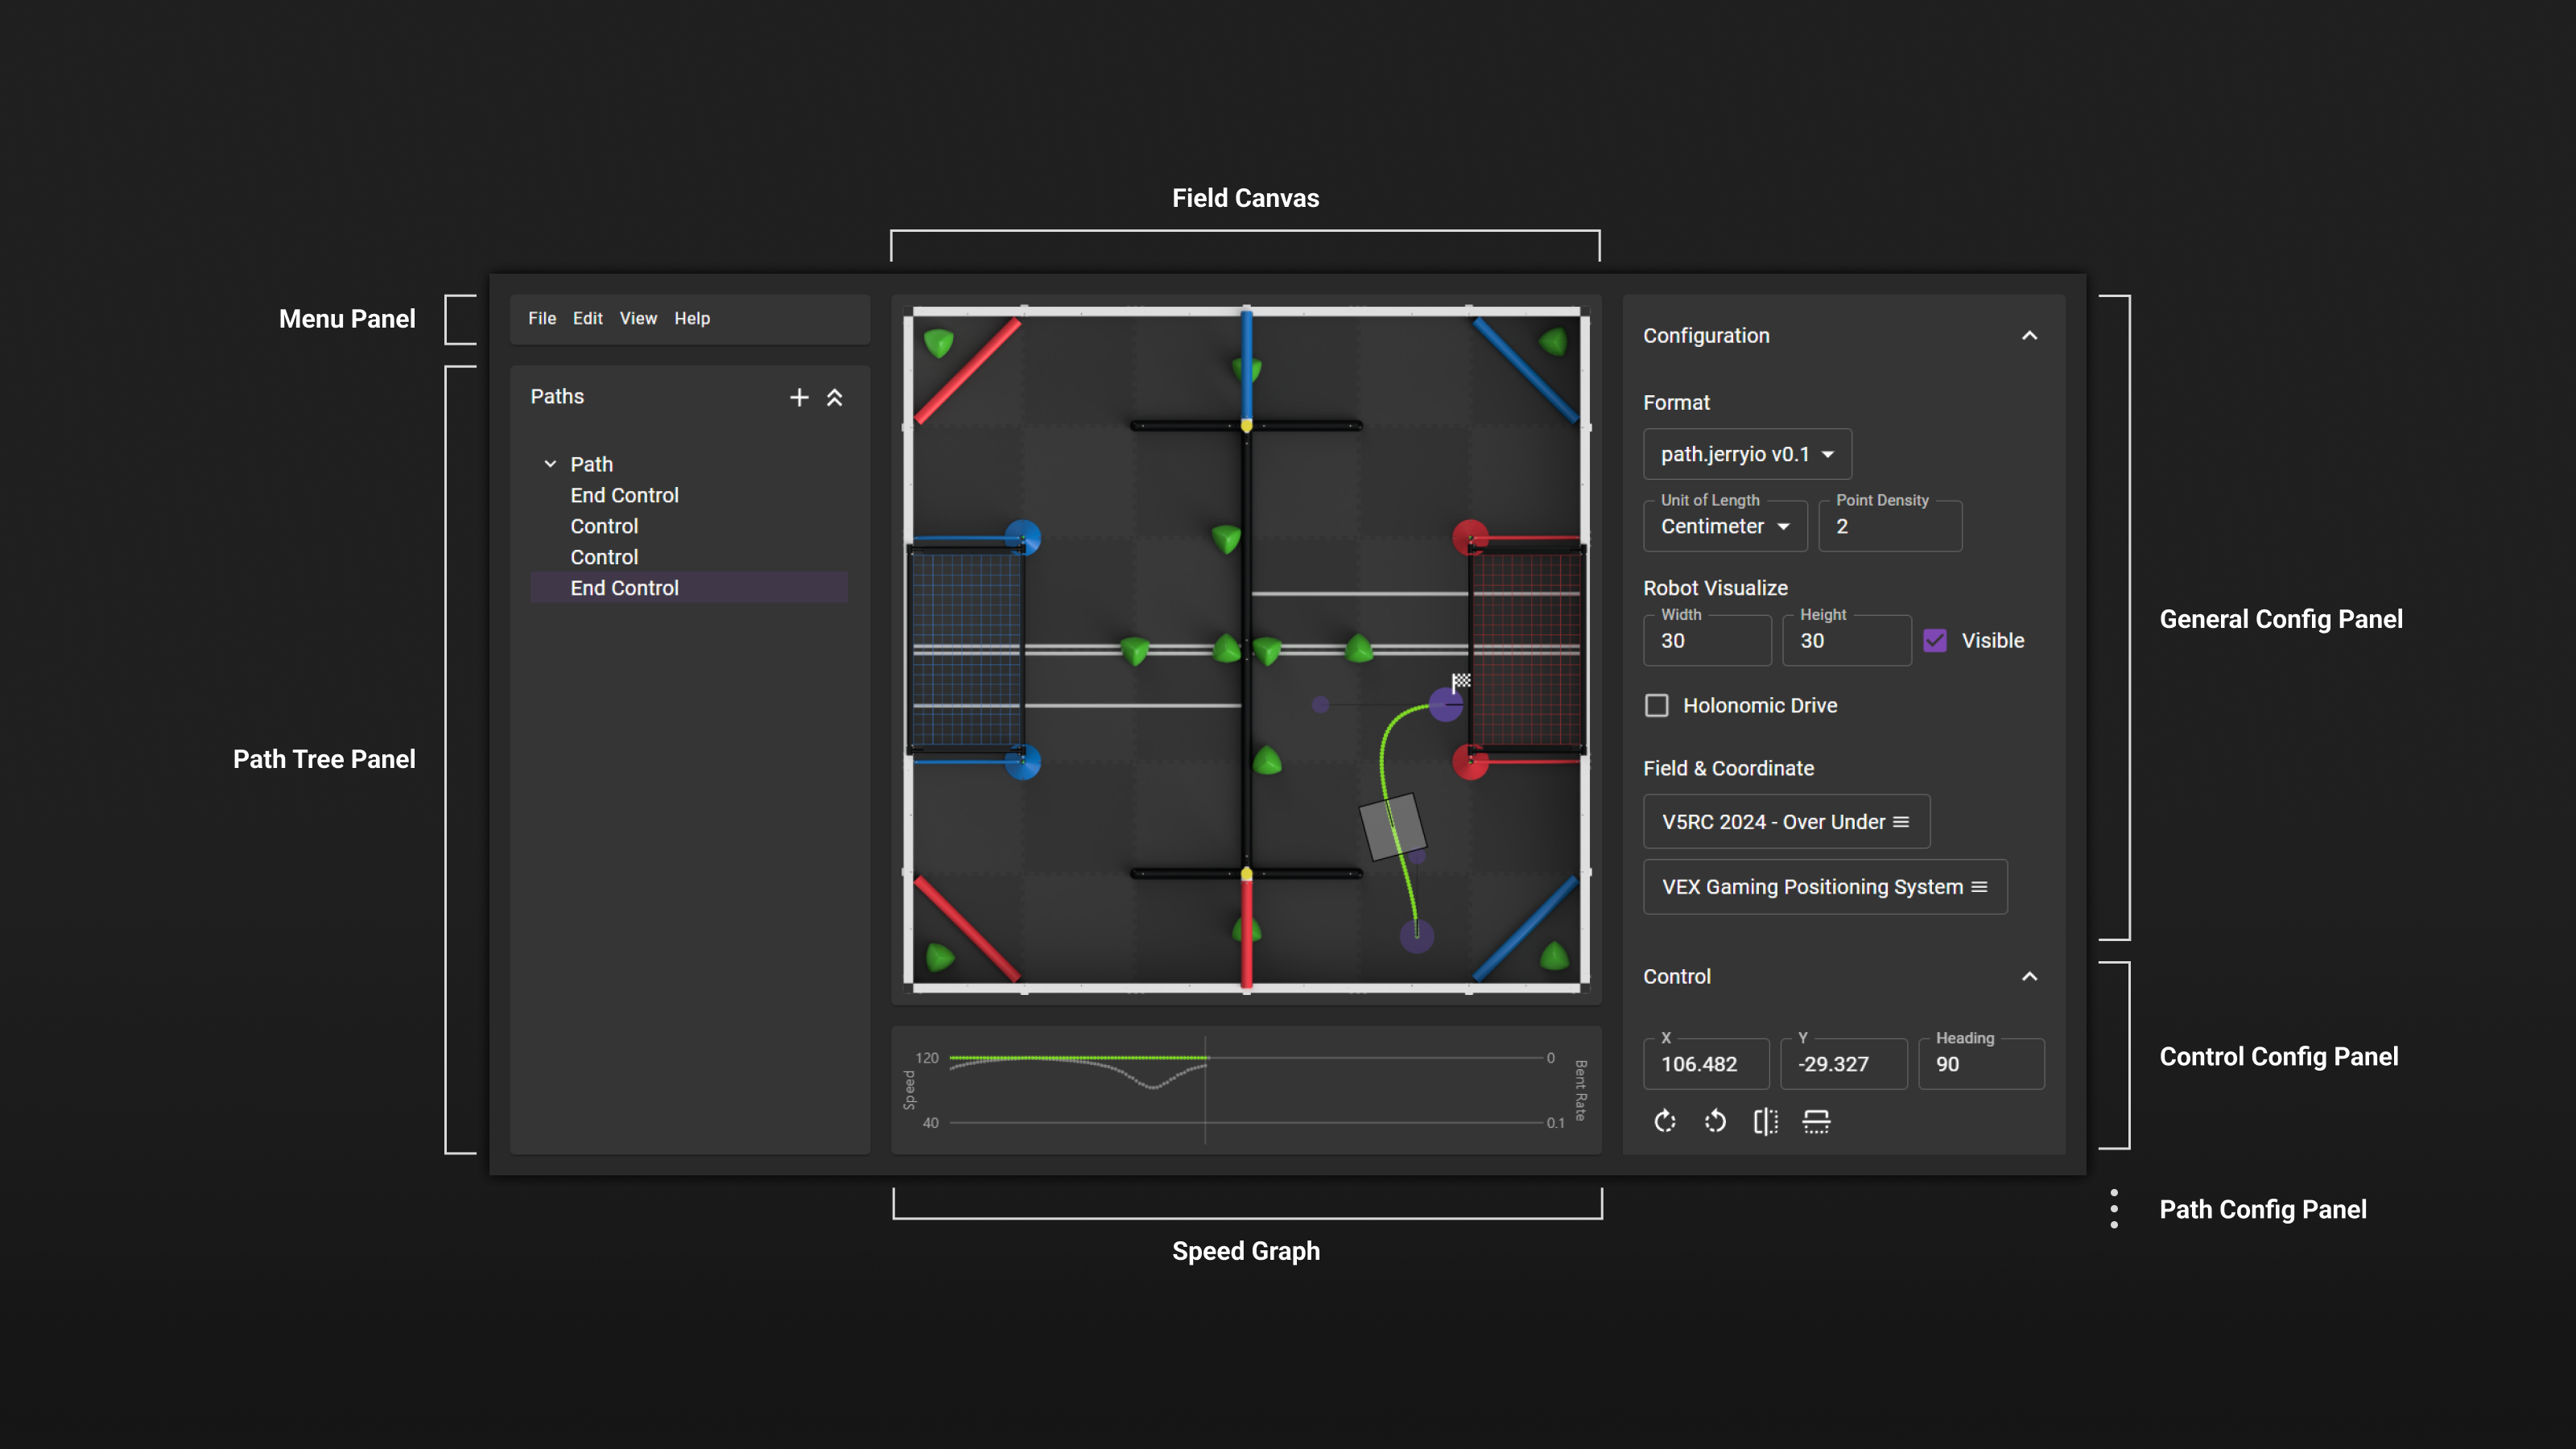 Field Canvas
Menu Panel
File Edit View Help
Path Tree Panel
Paths
Path
End Control
Control
Control
End Control
120
40
Speed
0
0.1
Bent Rate
Speed Graph
Configuration
Format
path.jerryio v0.1
Unit of Length
Centimeter
Point Density
2
Robot Visualize
Width
30
Height
30
Visible
Holonomic Drive
Field & Coordinate
V5RC 2024 - Over Under
VEX Gaming Positioning System
Control
X
106.482
Y
-29.327
Heading
90
General Config Panel
Control Config Panel
Path Config Panel